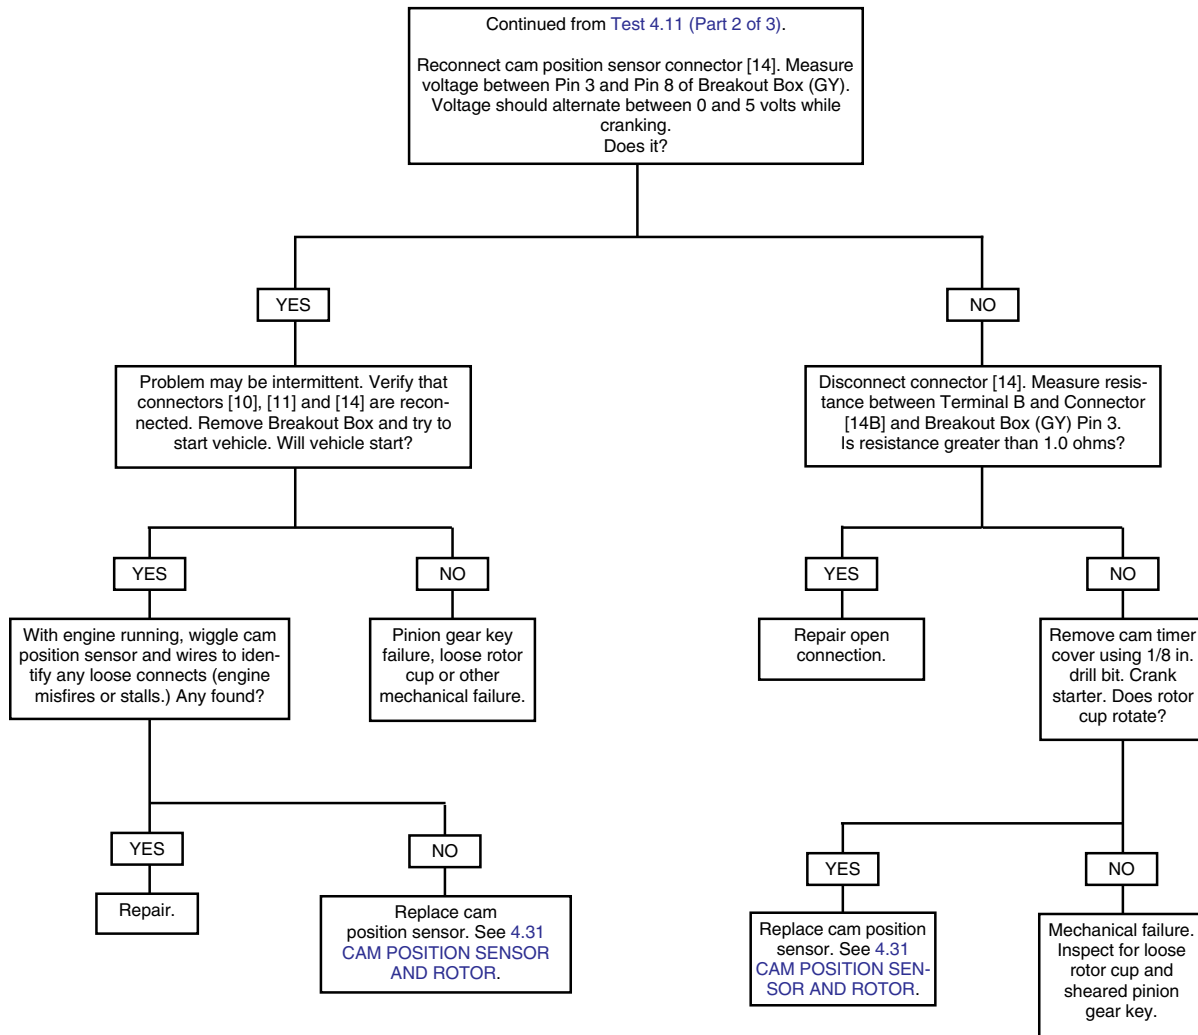 Continued from Test 4.11 (Part 2 of 3).
Reconnect cam position sensor connector [14]. Measure
voltage between Pin 3 and Pin 8 of Breakout Box (GY).
Voltage should alternate between 0 and 5 volts while
cranking.
Does it?
YES
NO
Problem may be intermittent. Verify that
connectors [10], [11] and [14] are recon-
nected. Remove Breakout Box and try to
start vehicle. Will vehicle start?
Disconnect connector [14]. Measure resis-
tance between Terminal B and Connector
[14B] and Breakout Box (GY) Pin 3.
Is resistance greater than 1.0 ohms?
YES
NO
YES
NO
With engine running, wiggle cam
position sensor and wires to iden-
tify any loose connects (engine
misfires or stalls.) Any found?
Pinion gear key
failure, loose rotor
cup or other
mechanical failure.
Repair open
connection.
Remove cam timer
cover using 1/8 in.
drill bit. Crank
starter. Does rotor
cup rotate?
YES
NO
YES
NO
Repair.
Replace cam
position sensor. See 4.31
CAM POSITION SENSOR
AND ROTOR.
Replace cam position
sensor. See 4.31
CAM POSITION SEN-
SOR AND ROTOR.
Mechanical failure.
Inspect for loose
rotor cup and
sheared pinion
gear key.